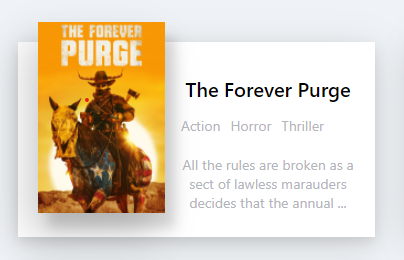 THE FOREVER
PURGE
The Forever Purge
Action Horror Thriller
All the rules are broken as a
sect of lawless marauders
decides that the annual ...